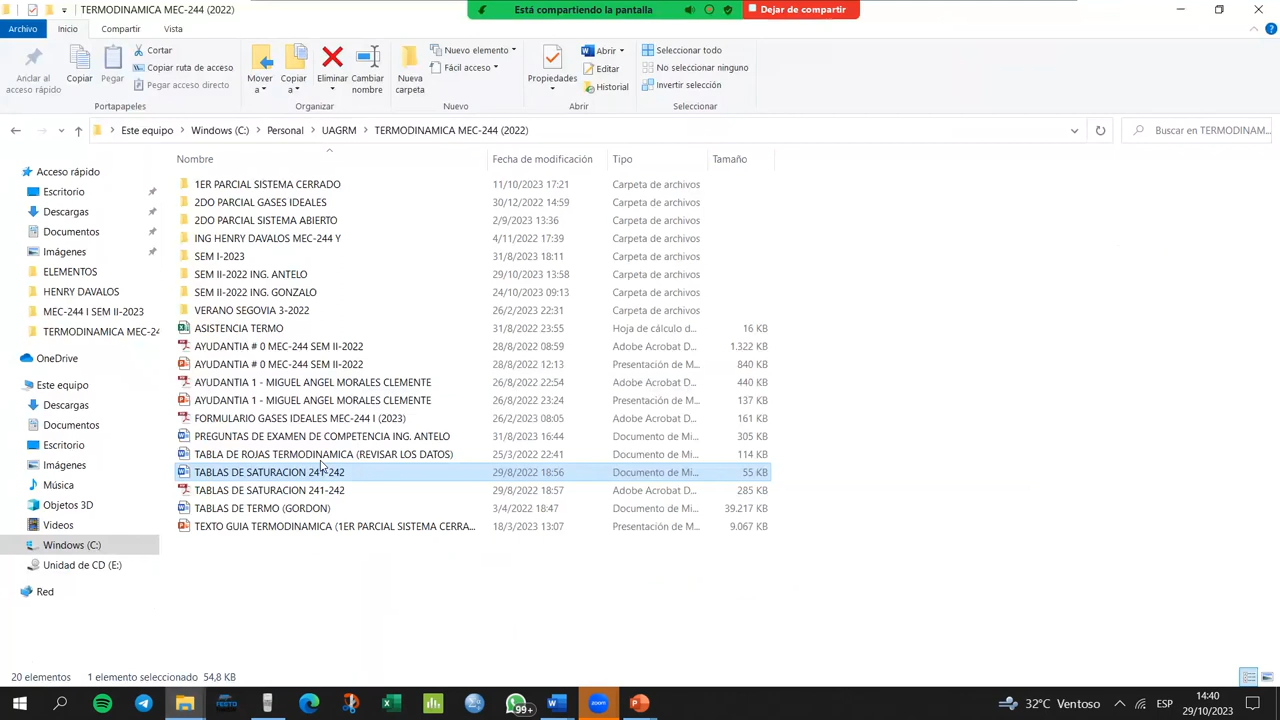 TERMODINAMICA MEC-244 (2022)
Está compartiendo la pantalla
Dejar de compartir
Archivo Inicio Compartir Vista
Andar al acceso rápido
Copiar
Pegar
Cortar
Copiar ruta de acceso
Pegar acceso directo
Mover a
Copiar a
Eliminar
Cambiar nombre
Nueva carpeta
Nuevo elemento
Fácil acceso
Propiedades
Abrir
Editar
Historial
Seleccionar todo
No seleccionar ninguno
Invertir selección
Portapapeles Organizar Nuevo Abrir Seleccionar
Este equipo > Windows (C:) > Personal > UAGRM > TERMODINAMICA MEC-244 (2022)
Buscar en TERMODINAM...
Nombre Fecha de modificación Tipo Tamaño
Acceso rápido
Escritorio
Descargas
Documentos
Imágenes
ELEMENTOS
HENRY DAVALOS
MEC-244 I SEM II-2023
TERMODINAMICA MEC-24
OneDrive
Este equipo
Descargas
Documentos
Escritorio
Imágenes
Música
Objetos 3D
Videos
Windows (C:)
Unidad de CD (E:)
Red
1ER PARCIAL SISTEMA CERRADO 11/10/2023 17:21 Carpeta de archivos
2DO PARCIAL GASES IDEALES 30/12/2022 14:59 Carpeta de archivos
2DO PARCIAL SISTEMA ABIERTO 2/9/2023 13:36 Carpeta de archivos
ING HENRY DAVALOS MEC-244 Y 4/11/2022 17:39 Carpeta de archivos
SEM I-2023 31/8/2023 18:11 Carpeta de archivos
SEM II-2022 ING. ANTELO 29/10/2023 13:58 Carpeta de archivos
SEM II-2022 ING. GONZALO 24/10/2023 09:13 Carpeta de archivos
VERANO SEGOVIA 3-2022 26/2/2023 22:31 Carpeta de archivos
ASISTENCIA TERMO 31/8/2022 23:55 Hoja de cálculo d... 16 KB
AYUDANTIA # 0 MEC-244 SEM II-2022 28/8/2022 08:59 Adobe Acrobat D... 1.322 KB
AYUDANTIA # 0 MEC-244 SEM II-2022 28/8/2022 12:13 Presentación de M... 840 KB
AYUDANTIA 1 - MIGUEL ANGEL MORALES CLEMENTE 26/8/2022 22:54 Adobe Acrobat D... 440 KB
AYUDANTIA 1 - MIGUEL ANGEL MORALES CLEMENTE 26/8/2022 23:24 Presentación de M... 137 KB
FORMULARIO GASES IDEALES MEC-244 I (2023) 26/2/2023 08:05 Adobe Acrobat D... 161 KB
PREGUNTAS DE EXAMEN DE COMPETENCIA ING. ANTELO 31/8/2023 16:44 Documento de Mi... 305 KB
TABLA DE ROJAS TERMODINAMICA (REVISAR LOS DATOS) 25/3/2022 22:41 Documento de Mi... 114 KB
TABLAS DE SATURACION 241-242 29/8/2022 18:56 Documento de Mi... 55 KB
TABLAS DE SATURACION 241-242 29/8/2022 18:57 Adobe Acrobat D... 285 KB
TABLAS DE TERMO (GORDON) 3/4/2022 18:47 Documento de Mi... 39.217 KB
TEXTO GUIA TERMODINAMICA (1ER PARCIAL SISTEMA CERRA... 18/3/2023 13:07 Presentación de M... 9.067 KB
20 elementos 1 elemento seleccionado 54,8 KB
FESTO
99+
zoom
32°C Ventoso
ESP
14:40
29/10/2023